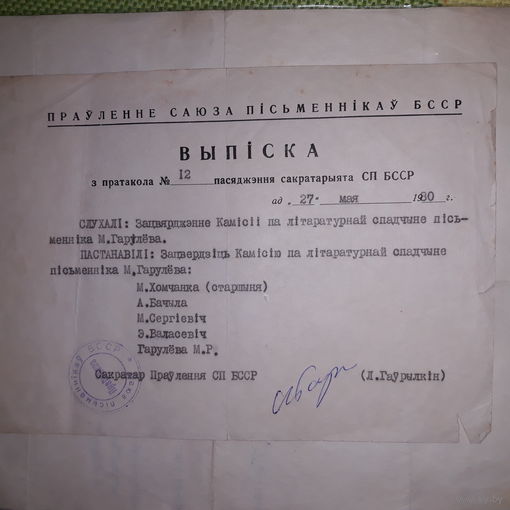 ПРАЎЛЕННЕ САЮЗА ПІСЬМЕННІКАЎ БССР
ВЫПІСКА
з пратакола № 12 пасяджэння сакратарыята СП БССР
ад „ 27" мая 1980 г.
СЛУХАЛІ: Зацвярджэнне Камісіі па літаратурнай спадчыне пісь-
менніка М.Гарулёва.
ПАСТАНАВІЛІ: Зацвердзіць Камісію па літаратурнай спадчыне
пісьменніка М.Гарулёва:
М.Хомчанка (старшыня)
А.Бачыла
М.Сергіевіч
Э.Валасевіч
Гарулёва М.Р.
Сакратар Праўлення СП БССР (Л.Гаўрылкін)